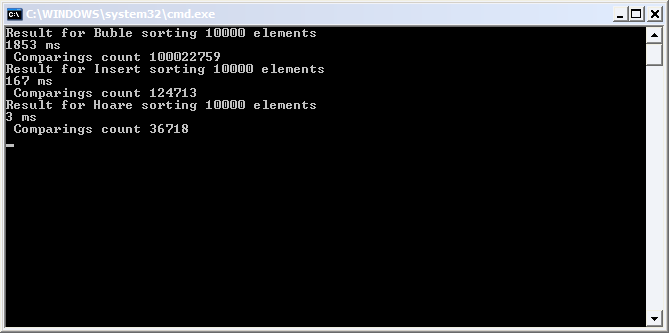 C:\WINDOWS\system32\cmd.exe
Result for Buble sorting 10000 elements
1853 ms
Comparings count 100022759
Result for Insert sorting 10000 elements
167 ms
Comparings count 124713
Result for Hoare sorting 10000 elements
3 ms
Comparings count 36718